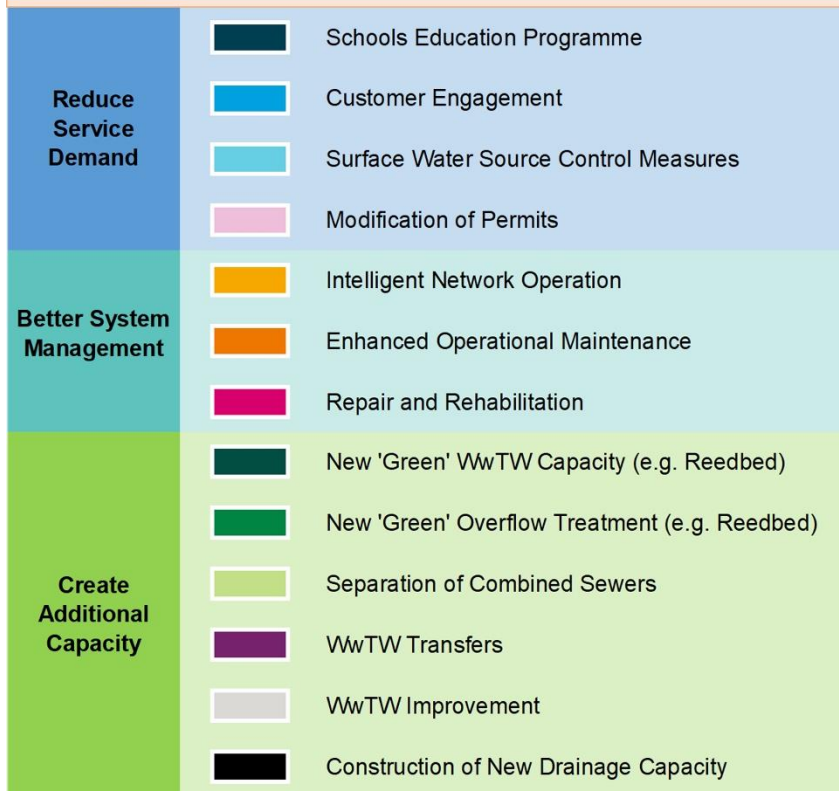 Reduce
Service
Demand
Schools Education Programme
Customer Engagement
Surface Water Source Control Measures
Modification of Permits
Better System
Management
Intelligent Network Operation
Enhanced Operational Maintenance
Repair and Rehabilitation
Create
Additional
Capacity
New 'Green' WwTW Capacity (e.g. Reedbed)
New 'Green' Overflow Treatment (e.g. Reedbed)
Separation of Combined Sewers
WwTW Transfers
WwTW Improvement
Construction of New Drainage Capacity